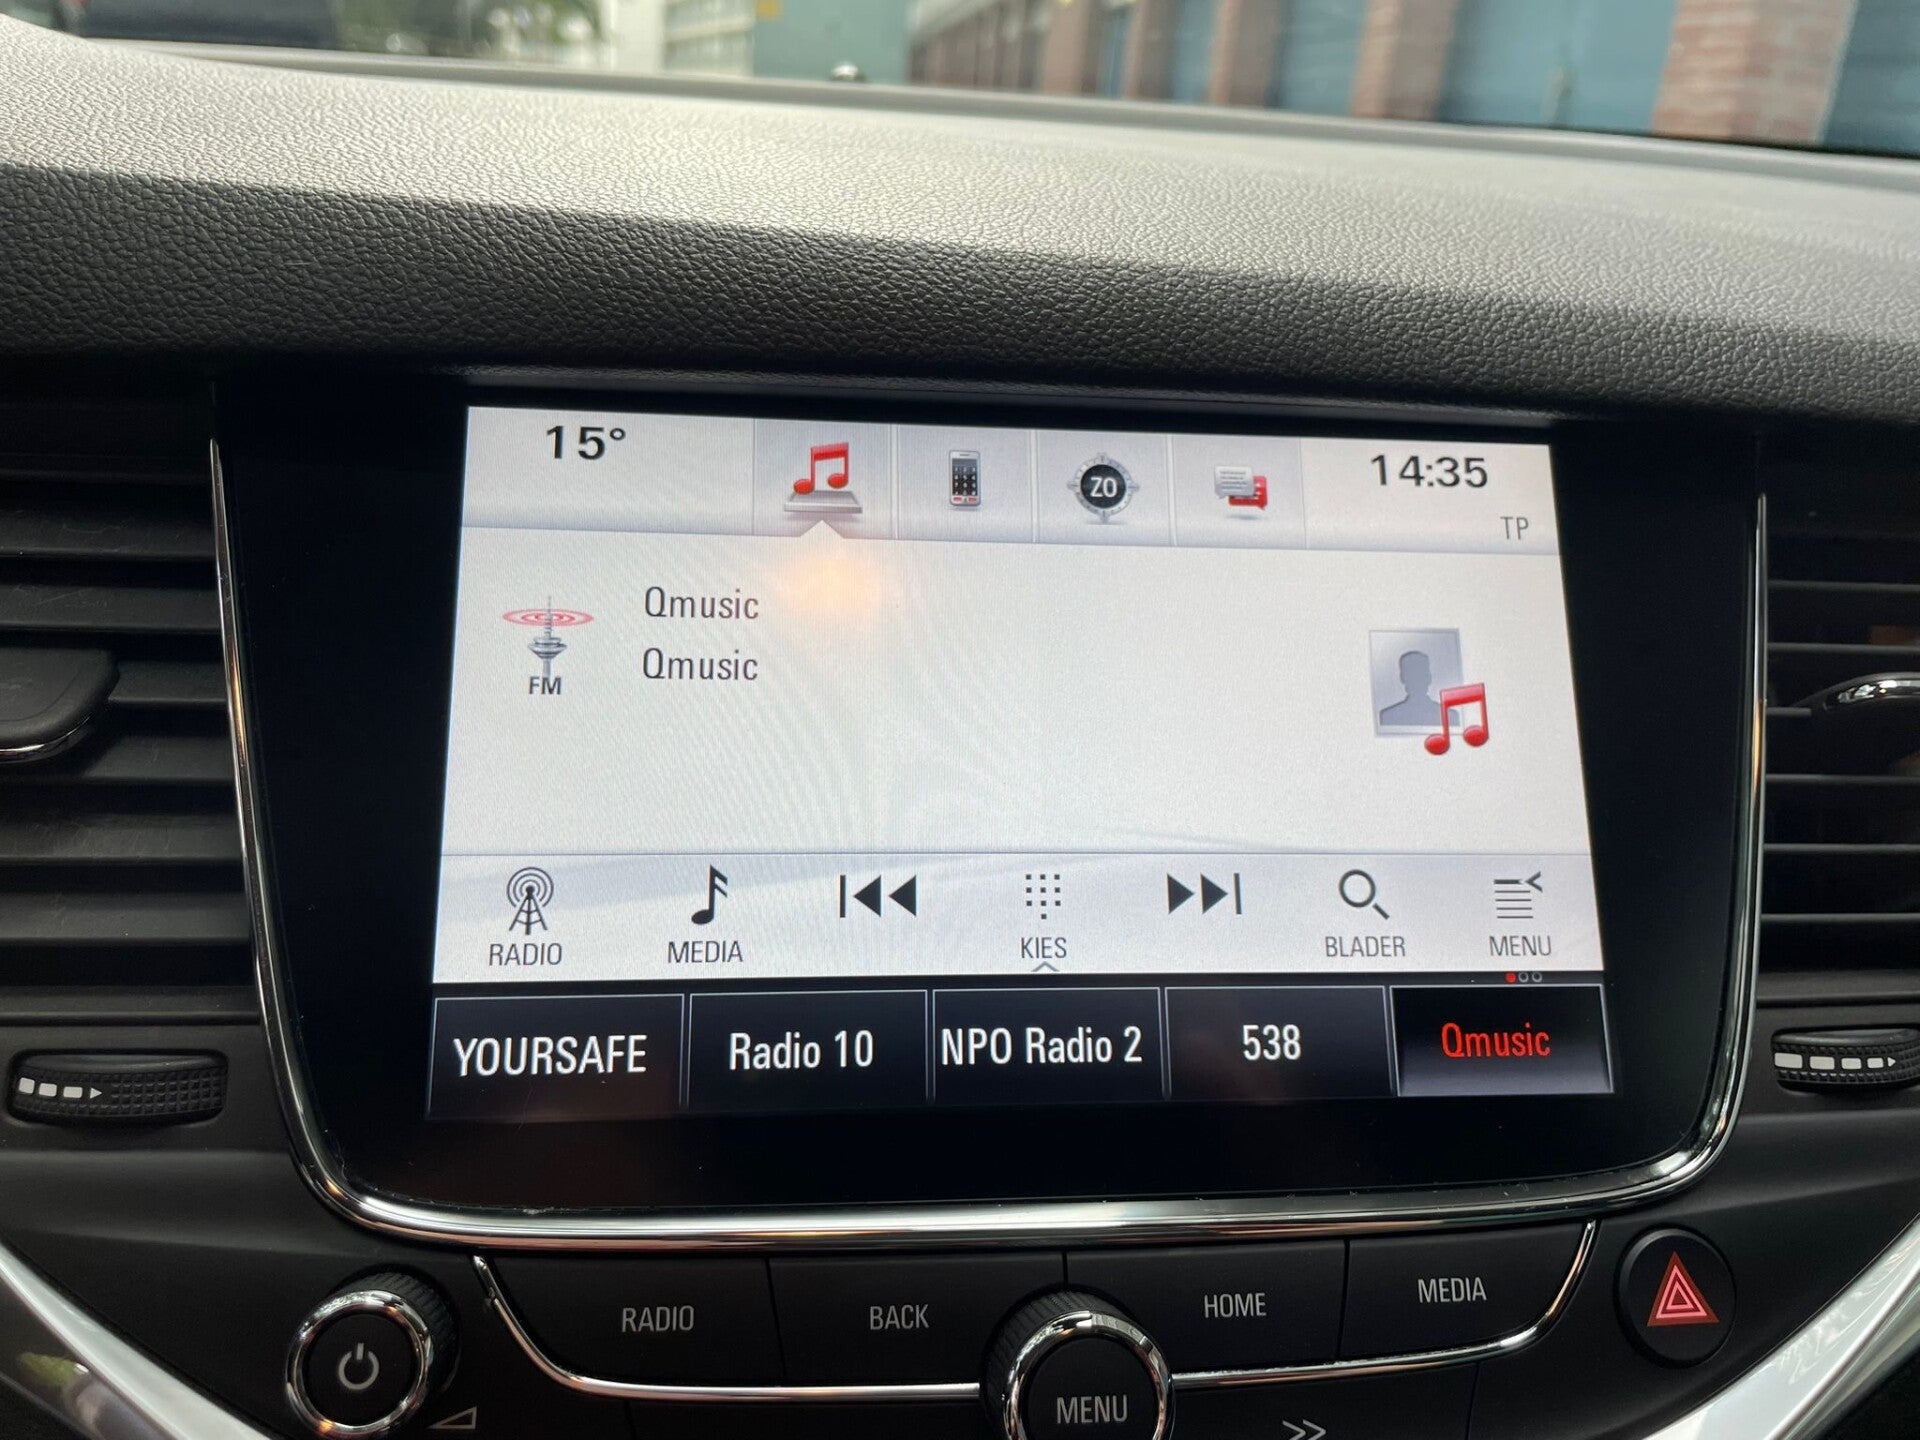 15°
ZO
14:35
TP
FM
Qmusic
Qmusic
RADIO
MEDIA
KIES
BLADER
MENU
YOURSAFE
Radio 10
NPO Radio 2
538
Qmusic
RADIO
BACK
HOME
MEDIA
MENU